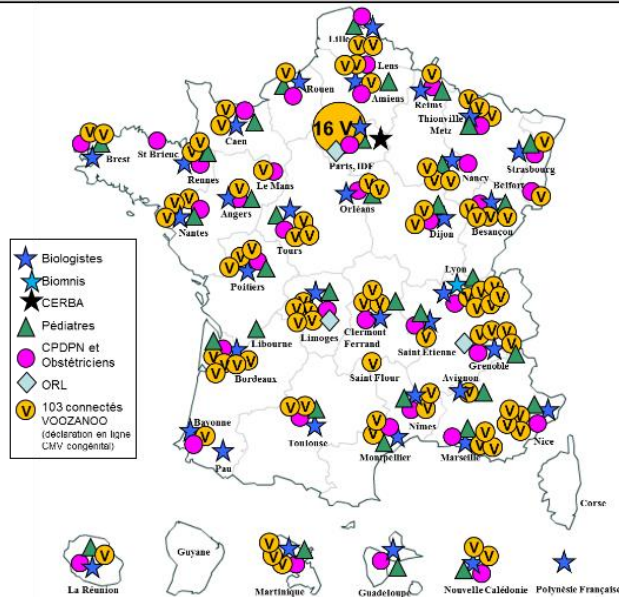 Lille
Lens
Rouen
Amiens
Reims
Thionville
Metz
Caen
16 V
Paris, IDF
Strasbourg
Brest
St Brieuc
Rennes
Le Mans
Nancy
Belfort
Angers
Orléans
Nantes
Tours
Dijon
Besançon
Biologistes
Biomnis
CERBA
Pédiatres
CPDPN et
Obstétriciens
ORL
103 connectés
VOOZANOO
(déclaration en ligne
CMV congénital)
Poitiers
Lyon
Limoges
Clermont
Ferrand
Saint Etienne
Grenoble
Libourne
Bordeaux
Saint Flour
Avignon
Bayonne
Pau
Toulouse
Nîmes
Montpellier
Marseille
Nice
Corse
La Réunion
Guyane
Martinique
Guadeloupe
Nouvelle Calédonie
Polynésie Française